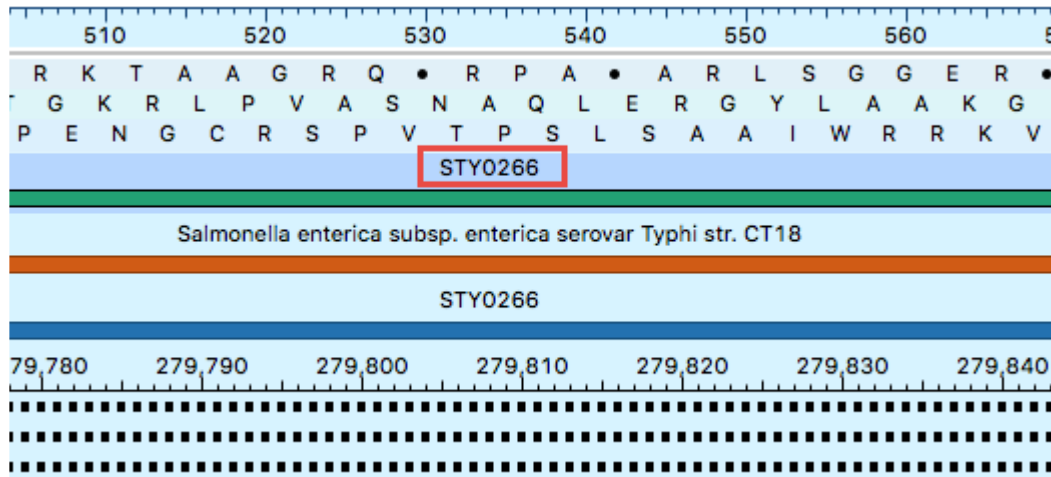 510 520 530 540 550 560
R K T A A G R Q • R P A • A R L S G G E R •
G K R L P V A S N A Q L E R G Y L A A K G
P E N G C R S P V T P S L S A A I W R R K V
STY0266
Salmonella enterica subsp. enterica serovar Typhi str. CT18
STY0266
79,780 279,790 279,800 279,810 279,820 279,830 279,840